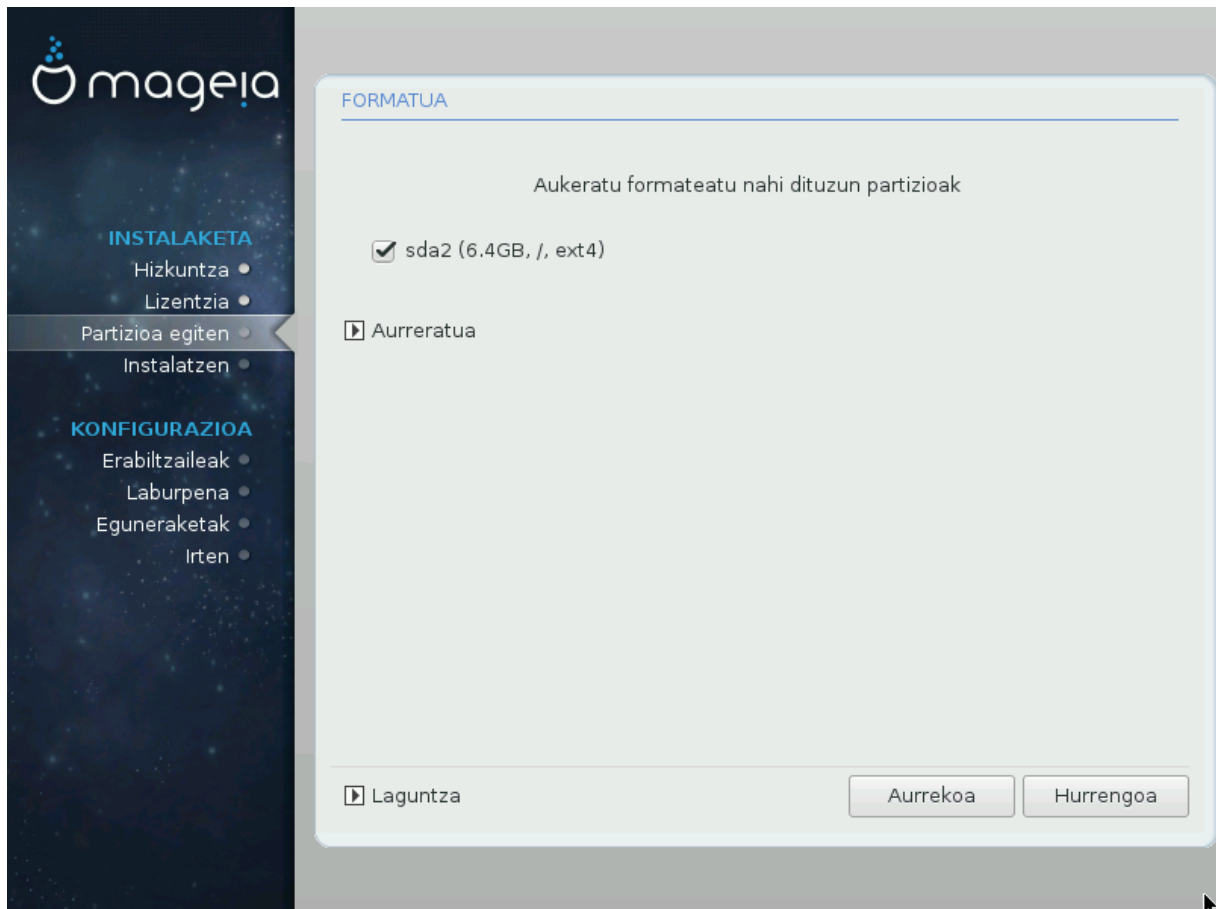 mageia
INSTALAKETA
Hizkuntza
Lizentzia
Partizioa egiten
Instalatzen
KONFIGURAZIOA
Erabiltzaileak
Laburpena
Eguneraketak
Irten
FORMATUA
Aukeratu formateatu nahi dituzun partizioak
sda2 (6.4GB, /, ext4)
Aurreratua
Laguntza
Aurrekoa
Hurrengoa